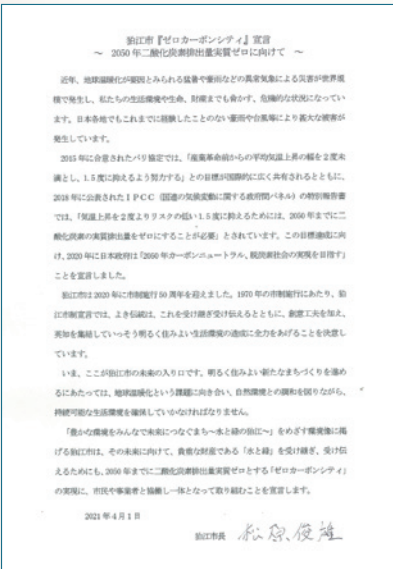 狛江市『ゼロカーボンシティ』宣言
～ 2050年二酸化炭素排出量実質ゼロに向けて ～
近年、地球温暖化が要因とみられる猛暑や豪雨などの異常気象による災害が世界規
模で発生し、私たちの生活環境や生命、財産までも脅かす、危機的な状況になってい
ます。日本各地でもこれまでに経験したことのない豪雨や台風等により甚大な被害が
発生しています。
2015年に合意されたパリ協定では、「産業革命前からの平均気温上昇の幅を2度未
満とし、1.5度に抑えるよう努力する」との目標が国際的に広く共有されるとともに、
2018年に公表されたIPCC（国連の気候変動に関する政府間パネル）の特別報告書
では、「気温上昇を2度よりリスクの低い1.5度に抑えるためには、2050年までに二
酸化炭素の実質排出量をゼロにすることが必要」とされています。この目標達成に向
け、2020年に日本政府は「2050年カーボンニュートラル、脱炭素社会の実現を目指す」
ことを宣言しました。
狛江市は2020年に市制施行50周年を迎えました。1970年の市制施行にあたり、狛
江市制宣言では、よき伝統は、これを受け継ぎ受け伝えるとともに、創意工夫を加え、
英知を集結していっそう明るく住みよい生活環境の達成に全力をあげることを決意し
ています。
いま、ここが狛江市の未来の入り口です。明るく住みよい新たなまちづくりを進め
るにあたっては、地球温暖化という課題に向き合い、自然環境との調和を図りながら、
持続可能な生活環境を確保していかなければなりません。
「豊かな環境をみんなで未来につなぐまち～水と緑の狛江～」をめざす環境像に掲
げる狛江市は、その未来に向けて、貴重な財産である「水と緑」を受け継ぎ、受け伝
えるためにも、2050年までに二酸化炭素排出量実質ゼロとする「ゼロカーボンシティ」
の実現に、市民や事業者と協働し一体となって取り組むことを宣言します。
2021年4月1日
狛江市長 松原俊雄